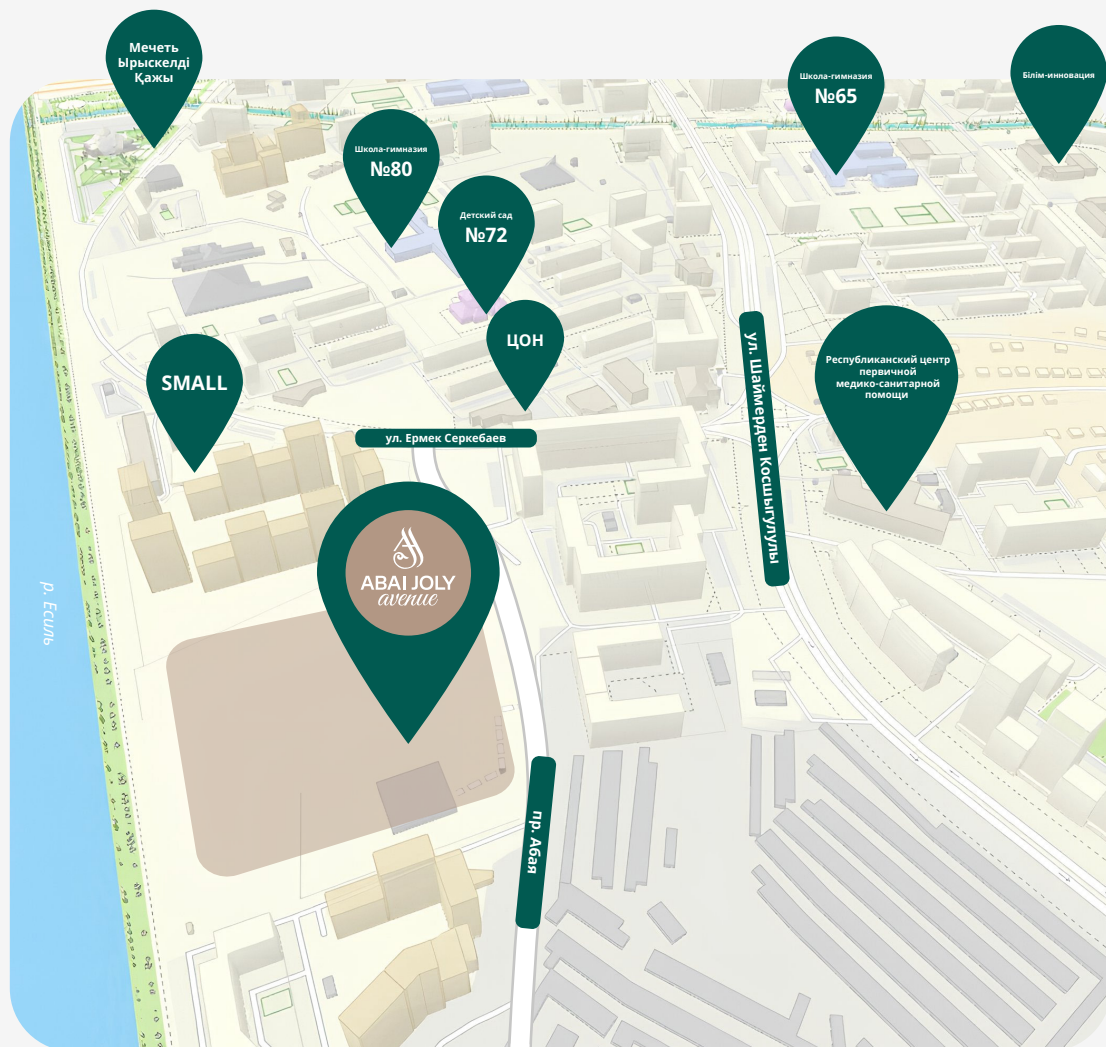 Мечеть
Ырыскелді
Қажы
Школа-гимназия
№65
Білім-инновация
Школа-гимназия
№80
Детский сад
№72
ЦОН
SMALL
Республиканский центр
первичной
медико-санитарной
помощи
ул. Шаймерден Косшыгулулы
ул. Ермек Серкебаев
ABAI JOLY
avenue
р. Есиль
пр. Абая